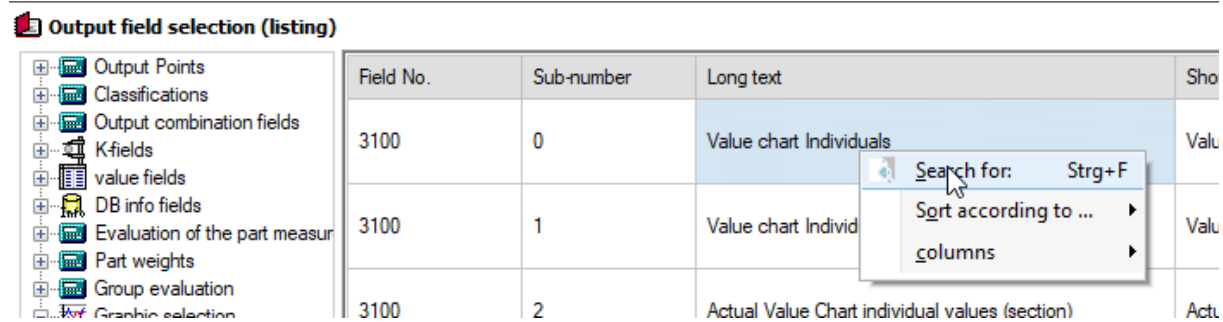 Output field selection (listing)
Output Points
Classifications
Output combination fields
K-fields
value fields
DB info fields
Evaluation of the part measur
Part weights
Group evaluation
Graphic selection
Field No. Sub-number Long text Sho
3100 0 Value chart Individuals Valu
3100 1 Value chart Individ Valu
3100 2 Actual Value Chart individual values (section) Actu
Search for: Strg+F
Sort according to ...
columns